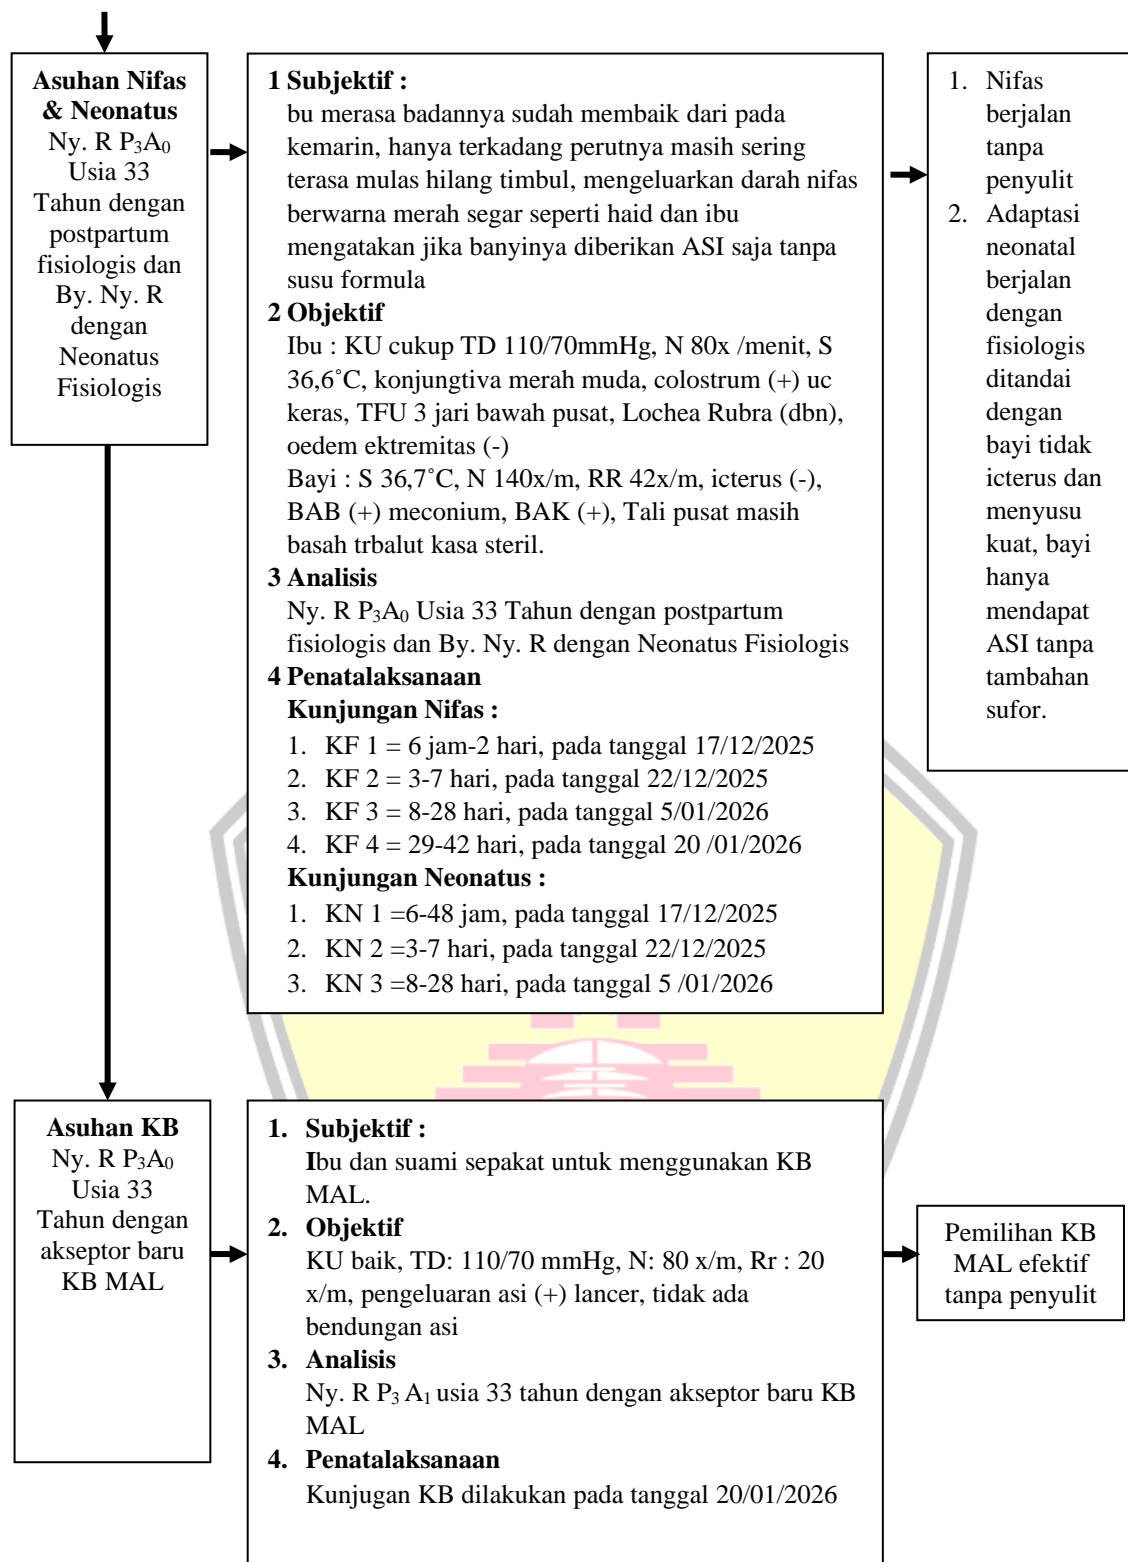 Asuhan Nifas
& Neonatus
Ny. R P₃A₀
Usia 33
Tahun dengan
postpartum
fisiologis dan
By. Ny. R
dengan
Neonatus
Fisiologis
1 Subjektif :
bu merasa badannya sudah membaik dari pada
kemarin, hanya terkadang perutnya masih sering
terasa mulas hilang timbul, mengeluarkan darah nifas
berwarna merah segar seperti haid dan ibu
mengatakan jika banyinya diberikan ASI saja tanpa
susu formula
2 Objektif
Ibu : KU cukup TD 110/70mmHg, N 80x /menit, S
36,6˚C, konjungtiva merah muda, colostrum (+) uc
keras, TFU 3 jari bawah pusat, Lochea Rubra (dbn),
oedem ektremitas (-)
Bayi : S 36,7˚C, N 140x/m, RR 42x/m, icterus (-),
BAB (+) meconium, BAK (+), Tali pusat masih
basah trbalut kasa steril.
3 Analisis
Ny. R P₃A₀ Usia 33 Tahun dengan postpartum
fisiologis dan By. Ny. R dengan Neonatus Fisiologis
4 Penatalaksanaan
Kunjungan Nifas :
1. KF 1 = 6 jam-2 hari, pada tanggal 17/12/2025
2. KF 2 = 3-7 hari, pada tanggal 22/12/2025
3. KF 3 = 8-28 hari, pada tanggal 5/01/2026
4. KF 4 = 29-42 hari, pada tanggal 20 /01/2026
Kunjungan Neonatus :
1. KN 1 =6-48 jam, pada tanggal 17/12/2025
2. KN 2 =3-7 hari, pada tanggal 22/12/2025
3. KN 3 =8-28 hari, pada tanggal 5 /01/2026
1. Nifas
berjalan
tanpa
penyulit
2. Adaptasi
neonatal
berjalan
dengan
fisiologis
ditandai
dengan
bayi tidak
icterus dan
menyusu
kuat, bayi
hanya
mendapat
ASI tanpa
tambahan
sufor.
Asuhan KB
Ny. R P₃A₀
Usia 33
Tahun dengan
akseptor baru
KB MAL
1. Subjektif :
Ibu dan suami sepakat untuk menggunakan KB
MAL.
2. Objektif
KU baik, TD: 110/70 mmHg, N: 80 x/m, Rr : 20
x/m, pengeluaran asi (+) lancer, tidak ada
bendungan asi
3. Analisis
Ny. R P₃ A₁ usia 33 tahun dengan akseptor baru KB
MAL
4. Penatalaksanaan
Kunjugan KB dilakukan pada tanggal 20/01/2026
Pemilihan KB
MAL efektif
tanpa penyulit